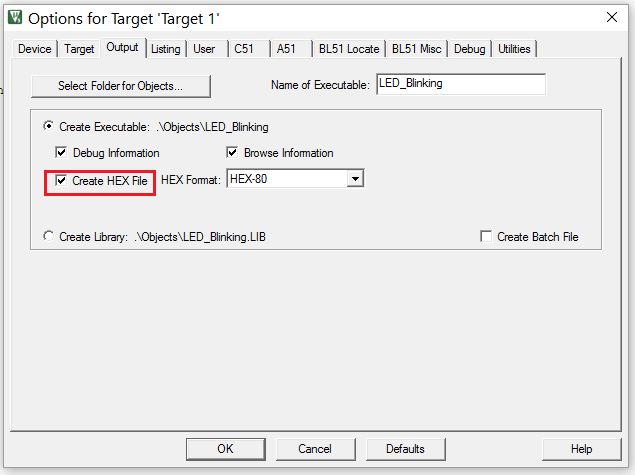 Options for Target 'Target 1'
Device Target Output Listing User C51 A51 BL51 Locate BL51 Misc Debug Utilities
Select Folder for Objects... Name of Executable: LED_Blinking
Create Executable: .\Objects\LED_Blinking
Debug Information Browse Information
Create HEX File HEX Format: HEX-80
Create Library: .\Objects\LED_Blinking.LIB Create Batch File
OK Cancel Defaults Help